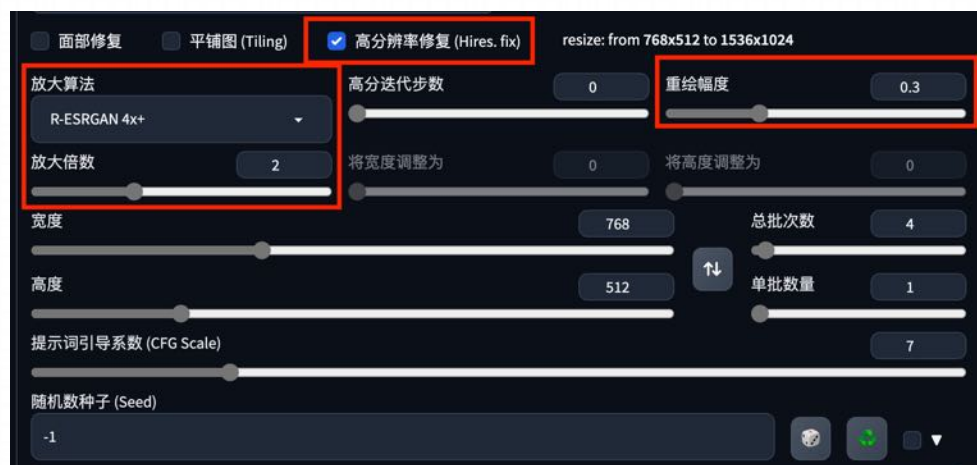 面部修复 平铺图 (Tiling) 高分辨率修复 (Hires. fix) resize: from 768x512 to 1536x1024
放大算法 高分迭代步数 0 重绘幅度 0.3
R-ESRGAN 4x+
放大倍数 2 将宽度调整为 0 将高度调整为 0
宽度 768 总批次数 4
高度 512 单批数量 1
提示词引导系数 (CFG Scale) 7
随机数种子 (Seed)
-1